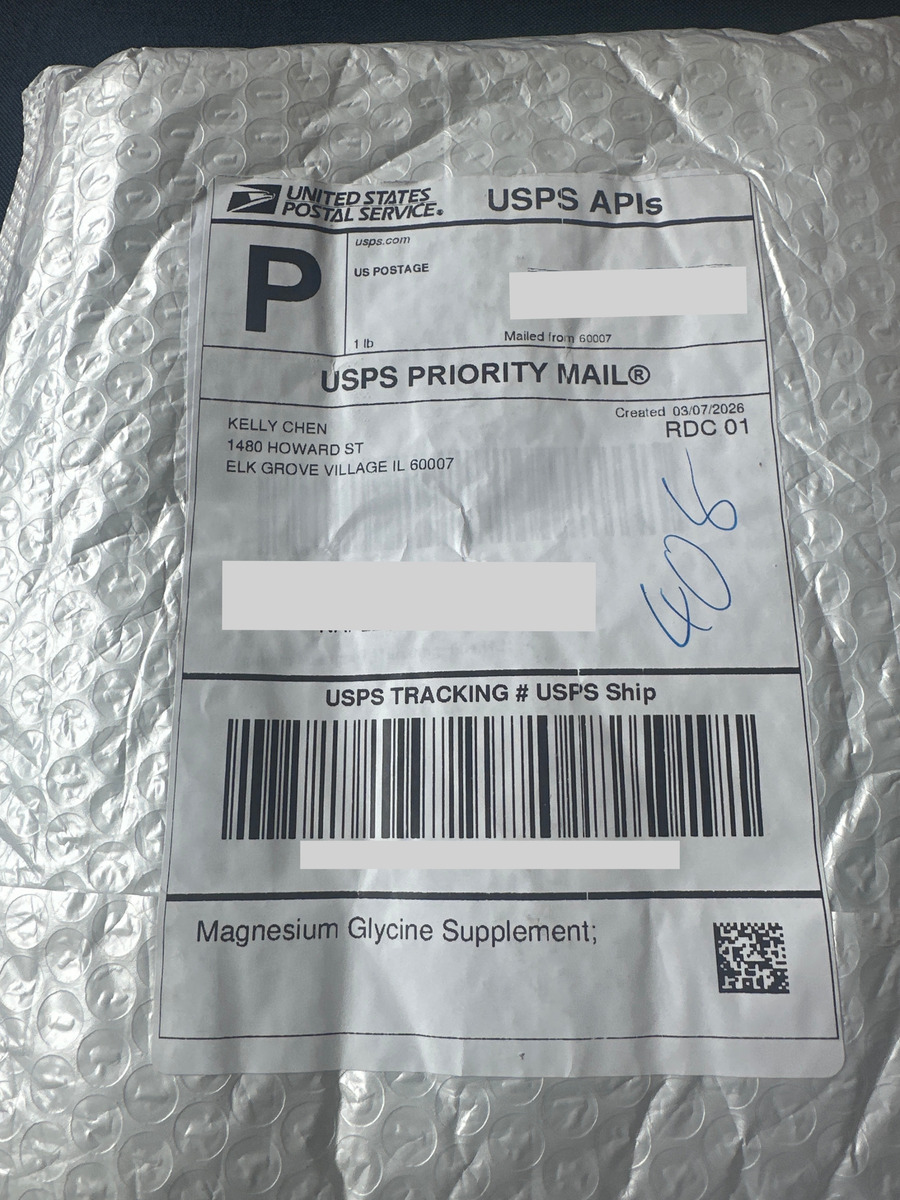 UNITED STATES
POSTAL SERVICE®
USPS APIs
P
usps.com
US POSTAGE
1 lb
Mailed from 60007
USPS PRIORITY MAIL®
KELLY CHEN
1480 HOWARD ST
ELK GROVE VILLAGE IL 60007
Created 03/07/2026
RDC 01
408
USPS TRACKING # USPS Ship
Magnesium Glycine Supplement;